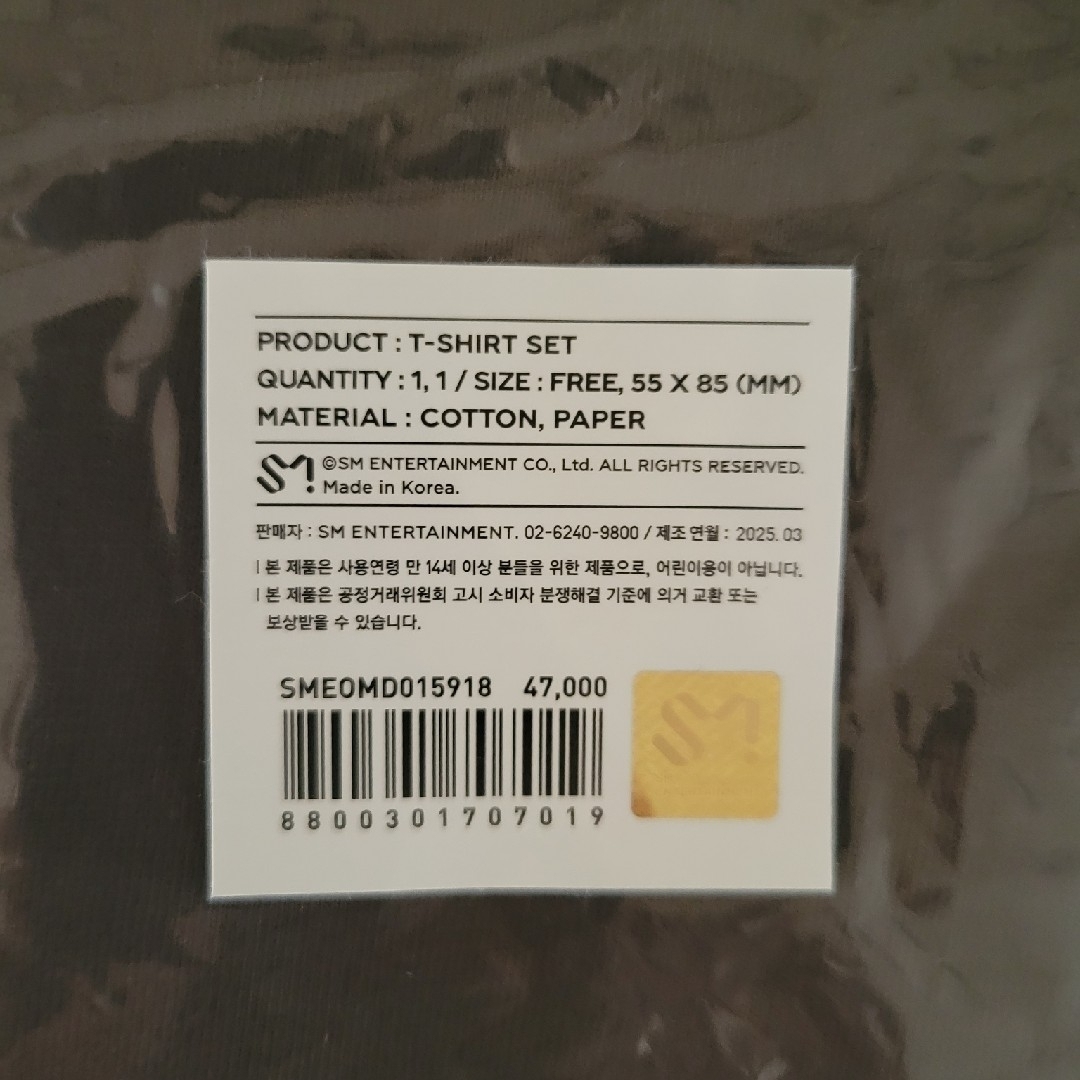 PRODUCT : T-SHIRT SET
QUANTITY : 1, 1 / SIZE : FREE, 55 X 85 (MM)
MATERIAL : COTTON, PAPER
SM! ©SM ENTERTAINMENT CO., Ltd. ALL RIGHTS RESERVED.
Made in Korea.
판매자 : SM ENTERTAINMENT. 02-6240-9800 / 제조연월 : 2025. 03
l 본 제품은 사용연령 만 14세 이상 분들을 위한 제품으로, 어린이용이 아닙니다.
l 본 제품은 공정거래위원회 고시 소비자 분쟁해결 기준에 의거 교환 또는
보상받을 수 있습니다.
SMEOMD015918 47,000
8800301707019
SM!